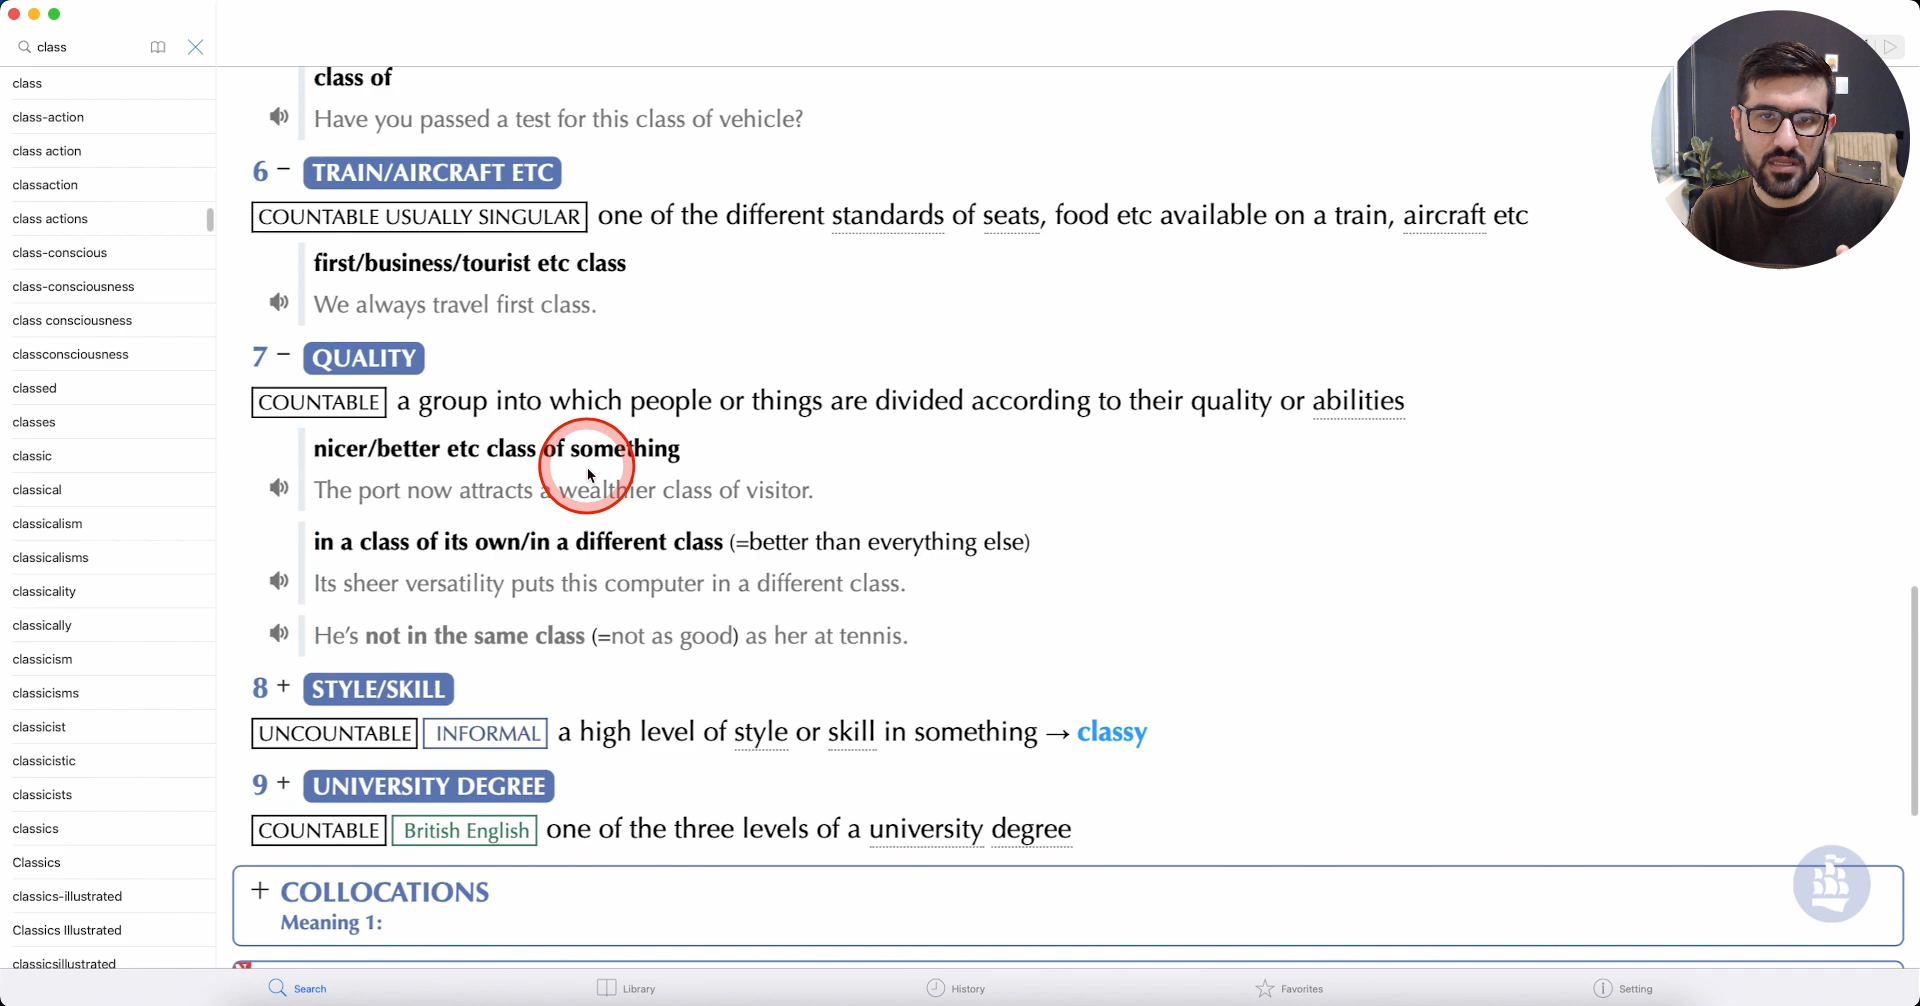 class
class
class-action
class action
classaction
class actions
class-conscious
class-consciousness
class consciousness
classconsciousness
classed
classes
classic
classical
classicalism
classicalisms
classicality
classically
classicism
classicisms
classicist
classicistic
classicists
classics
Classics
classics-illustrated
Classics Illustrated
classicsillustrated
class of
Have you passed a test for this class of vehicle?
6 – TRAIN/AIRCRAFT ETC
COUNTABLE USUALLY SINGULAR one of the different standards of seats, food etc available on a train, aircraft etc
first/business/tourist etc class
We always travel first class.
7 – QUALITY
COUNTABLE a group into which people or things are divided according to their quality or abilities
nicer/better etc class of something
The port now attracts a wealthier class of visitor.
in a class of its own/in a different class (=better than everything else)
Its sheer versatility puts this computer in a different class.
He’s not in the same class (=not as good) as her at tennis.
8 + STYLE/SKILL
UNCOUNTABLE INFORMAL a high level of style or skill in something → classy
9 + UNIVERSITY DEGREE
COUNTABLE British English one of the three levels of a university degree
+ COLLOCATIONS
Meaning 1:
Search Library History Favorites Setting